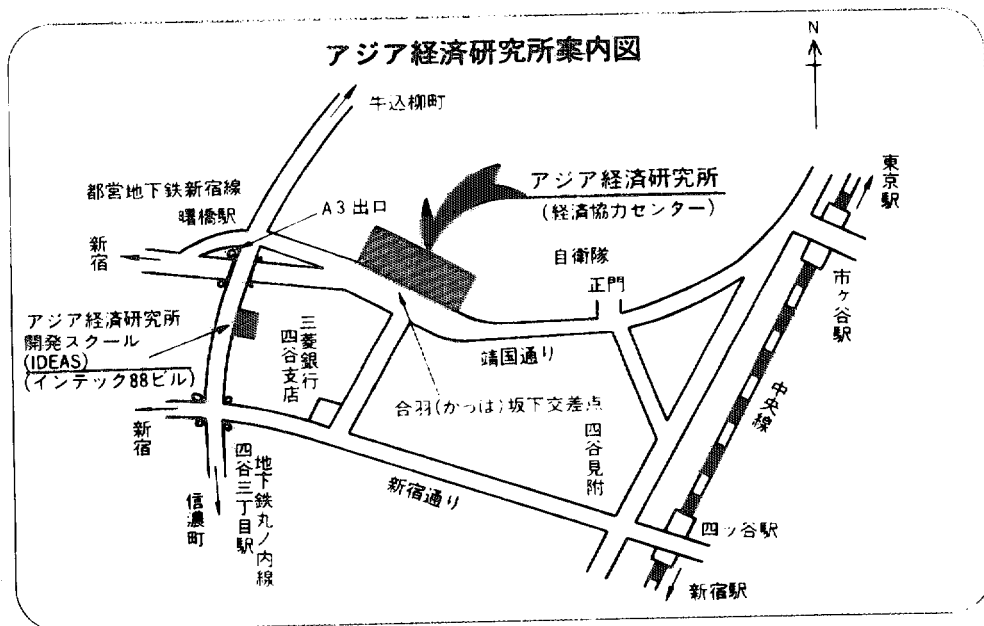 アジア経済研究所案内図
N
牛込柳町
都営地下鉄新宿線
曙橋駅
A3出口
アジア経済研究所
(経済協力センター)
東京駅
新宿
自衛隊
正門
市ヶ谷駅
アジア経済研究所
開発スクール
(IDEAS)
(インテック88ビル)
三菱銀行
四谷支店
靖国通り
中央線
合羽(かっは)坂下交差点
四谷見附
新宿
新宿通り
地下鉄丸ノ内線
四谷三丁目駅
信濃町
四ッ谷駅
新宿駅